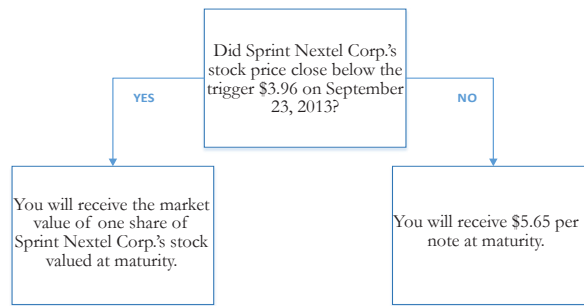 Did Sprint Nextel Corp.'s
stock price close below the
trigger $3.96 on September
23, 2013?
YES
NO
You will receive the market
value of one share of
Sprint Nextel Corp.'s stock
valued at maturity.
You will receive $5.65 per
note at maturity.